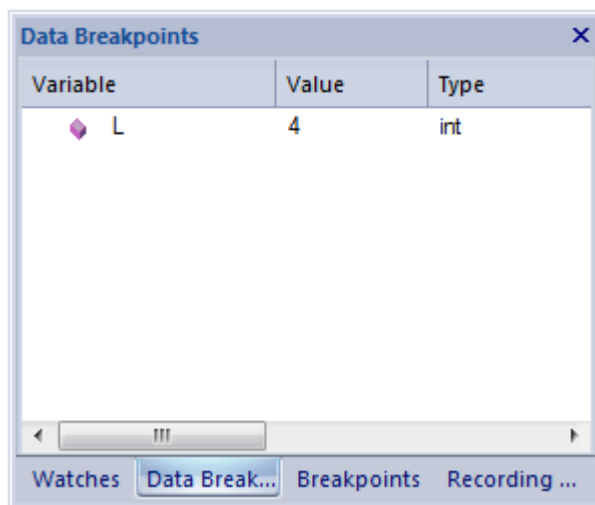 Data Breakpoints
Variable Value Type
L 4 int
Watches Data Break... Breakpoints Recording ...